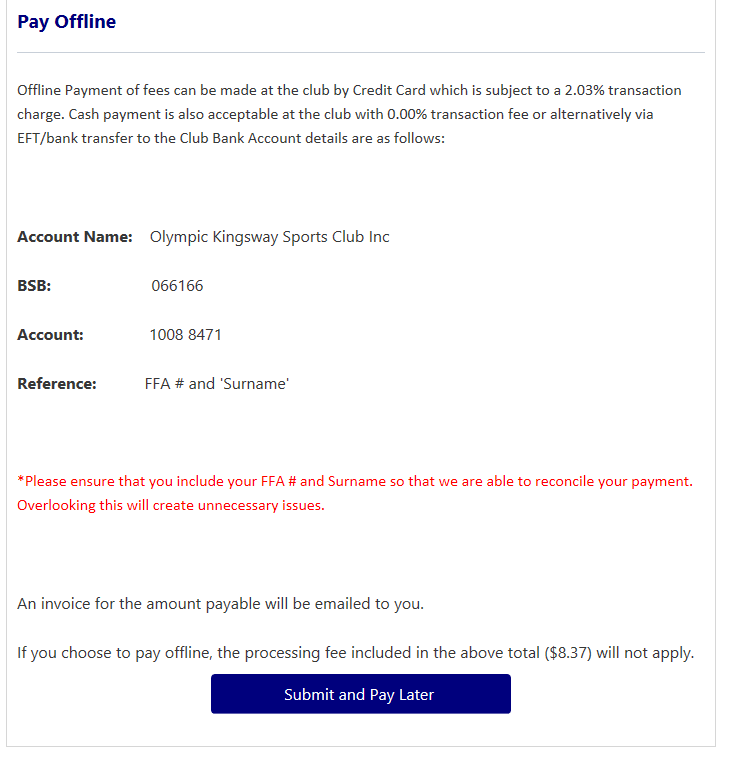 Pay Offline
Offline Payment of fees can be made at the club by Credit Card which is subject to a 2.03% transaction
charge. Cash payment is also acceptable at the club with 0.00% transaction fee or alternatively via
EFT/bank transfer to the Club Bank Account details are as follows:
Account Name: Olympic Kingsway Sports Club Inc
BSB: 066166
Account: 1008 8471
Reference: FFA # and 'Surname'
*Please ensure that you include your FFA # and Surname so that we are able to reconcile your payment.
Overlooking this will create unnecessary issues.
An invoice for the amount payable will be emailed to you.
If you choose to pay offline, the processing fee included in the above total ($8.37) will not apply.
Submit and Pay Later